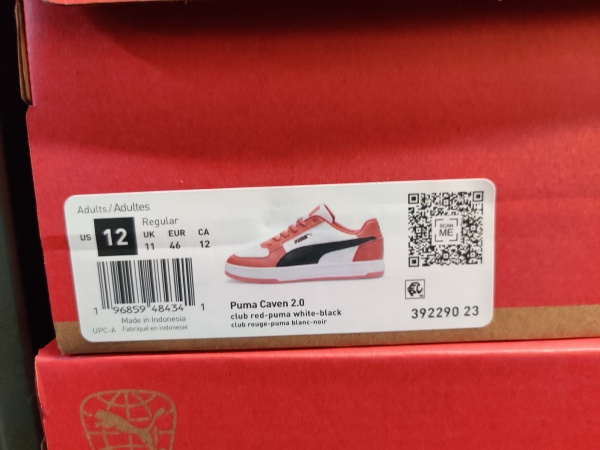 Adults/Adultes
Regular
US 12 UK EUR CA
11 46 12
1 96859 48434 1
Made in Indonesia
UPC-A Fabriqué en indonesie
PUMA
Puma Caven 2.0
club red-puma white-black
club rouge-puma blanc-noir
SCAN
ME
392290 23